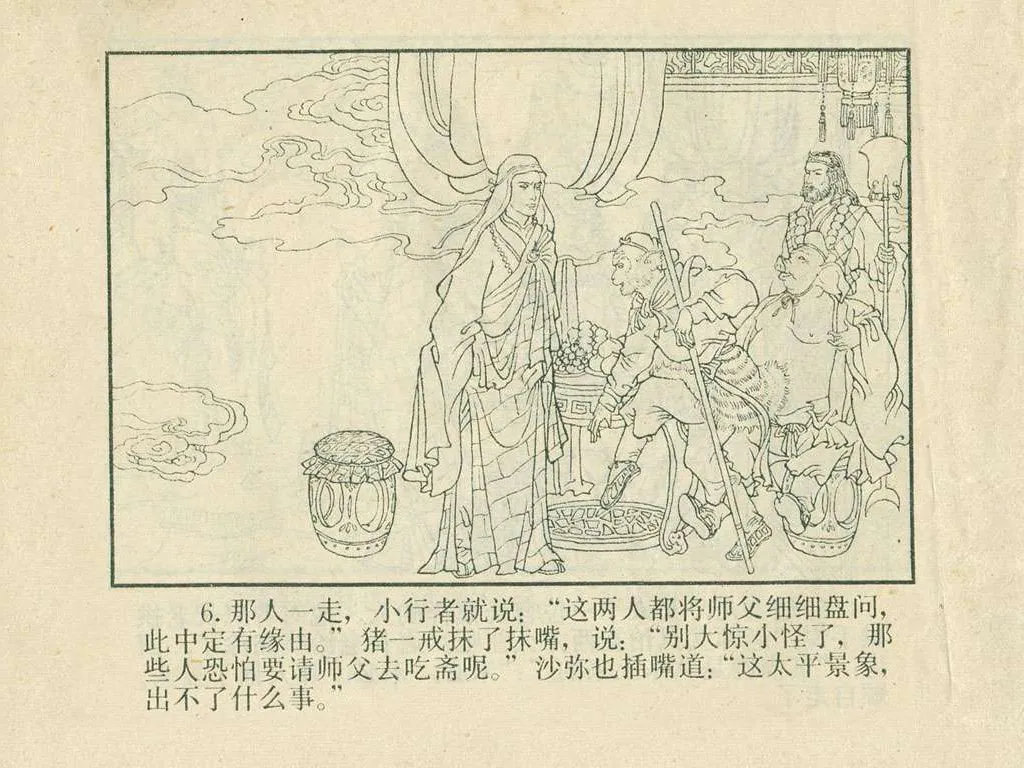 6. 那人一走，小行者就说：“这两人都将师父细细盘问，
此中定有缘由。”猪一戒抹了抹嘴，说：“别大惊小怪了，那
些人恐怕要请师父去吃斋呢。”沙弥也插嘴道：“这太平景象，
出不了什么事。”